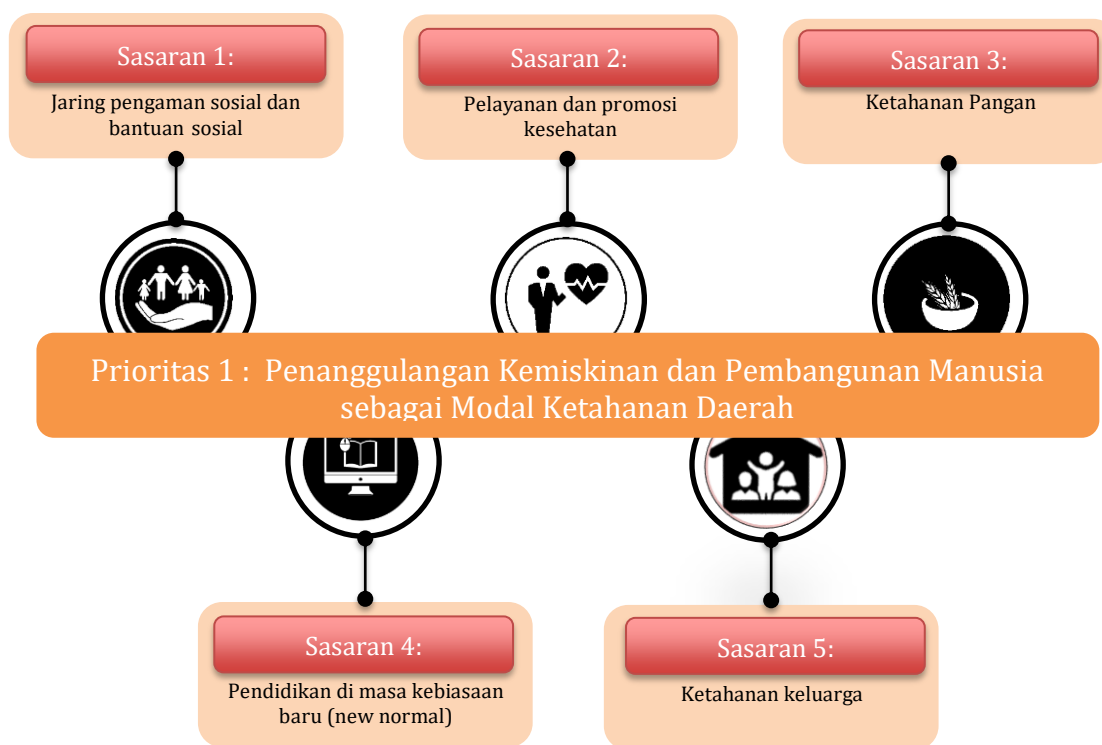 Sasaran 1:
Jaring pengaman sosial dan
bantuan sosial
Sasaran 2:
Pelayanan dan promosi
kesehatan
Sasaran 3:
Ketahanan Pangan
Prioritas 1 : Penanggulangan Kemiskinan dan Pembangunan Manusia
sebagai Modal Ketahanan Daerah
Sasaran 4:
Pendidikan di masa kebiasaan
baru (new normal)
Sasaran 5:
Ketahanan keluarga